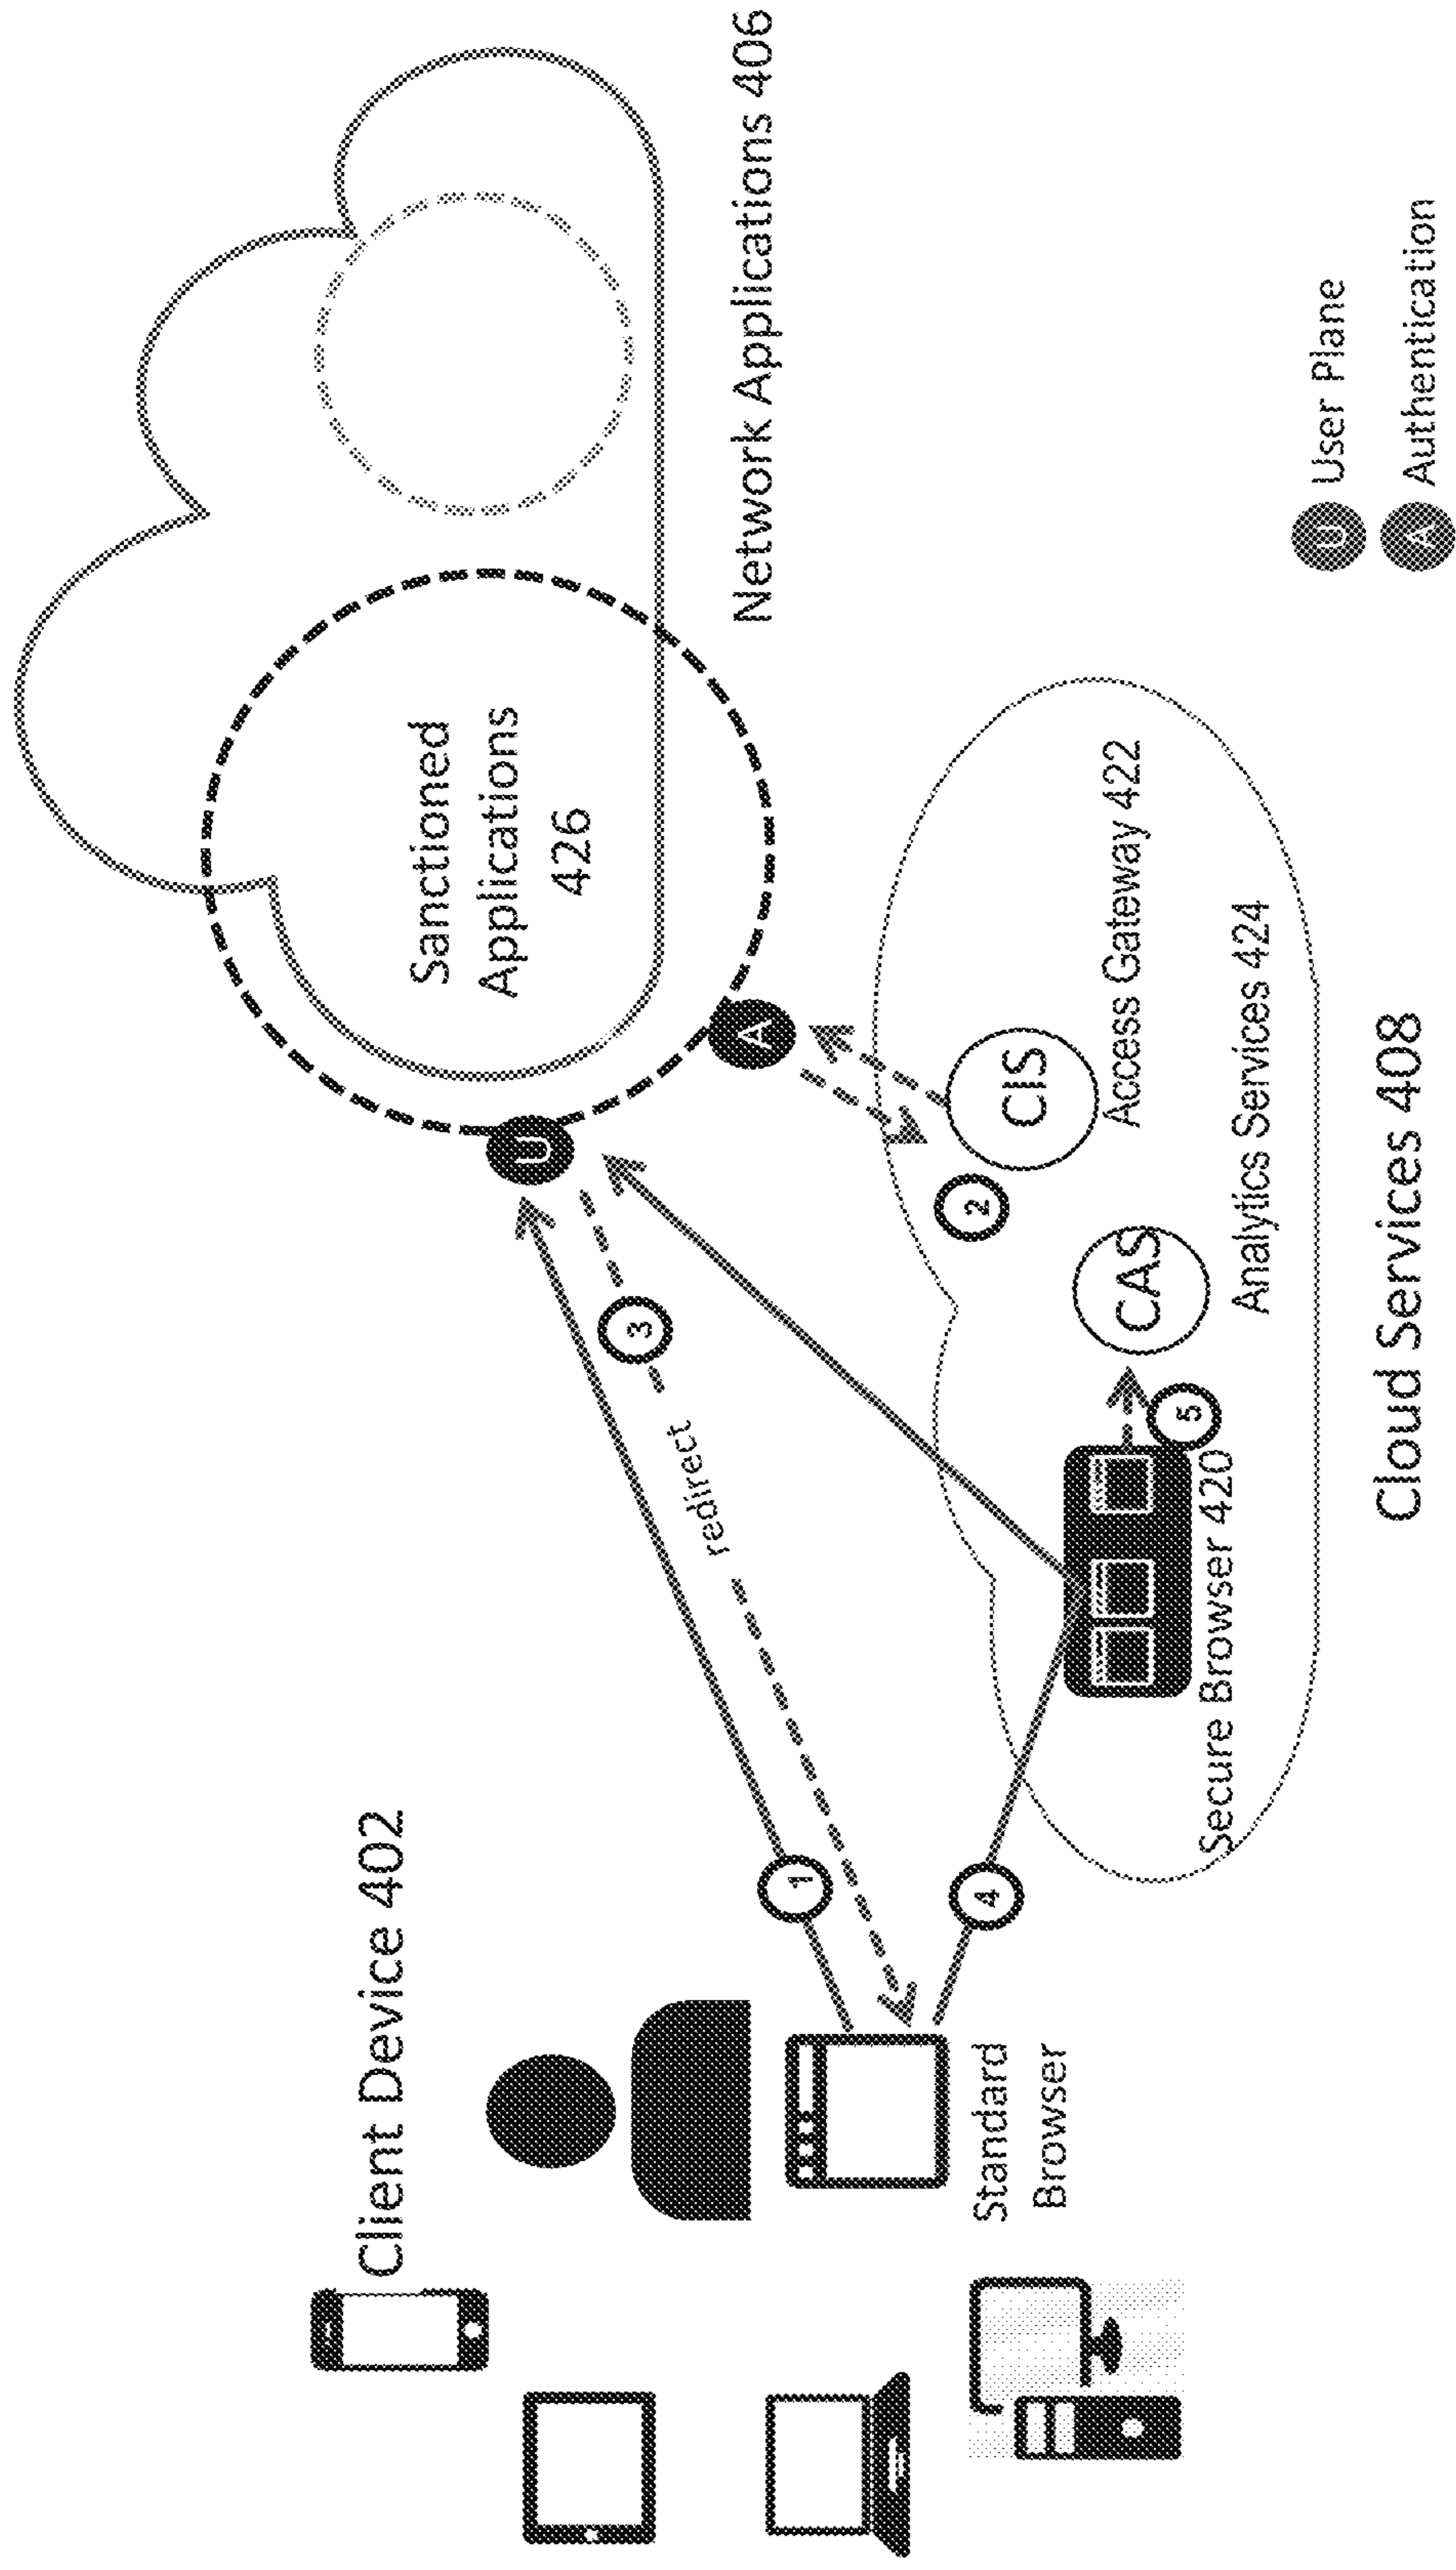 Client Device 402
Standard
Browser
1
redirect
3
4
U
A
Sanctioned
Applications
426
Network Applications 406
2
CIS
Access Gateway 422
CAS
Analytics Services 424
5
Secure Browser 420
Cloud Services 408
U User Plane
A Authentication